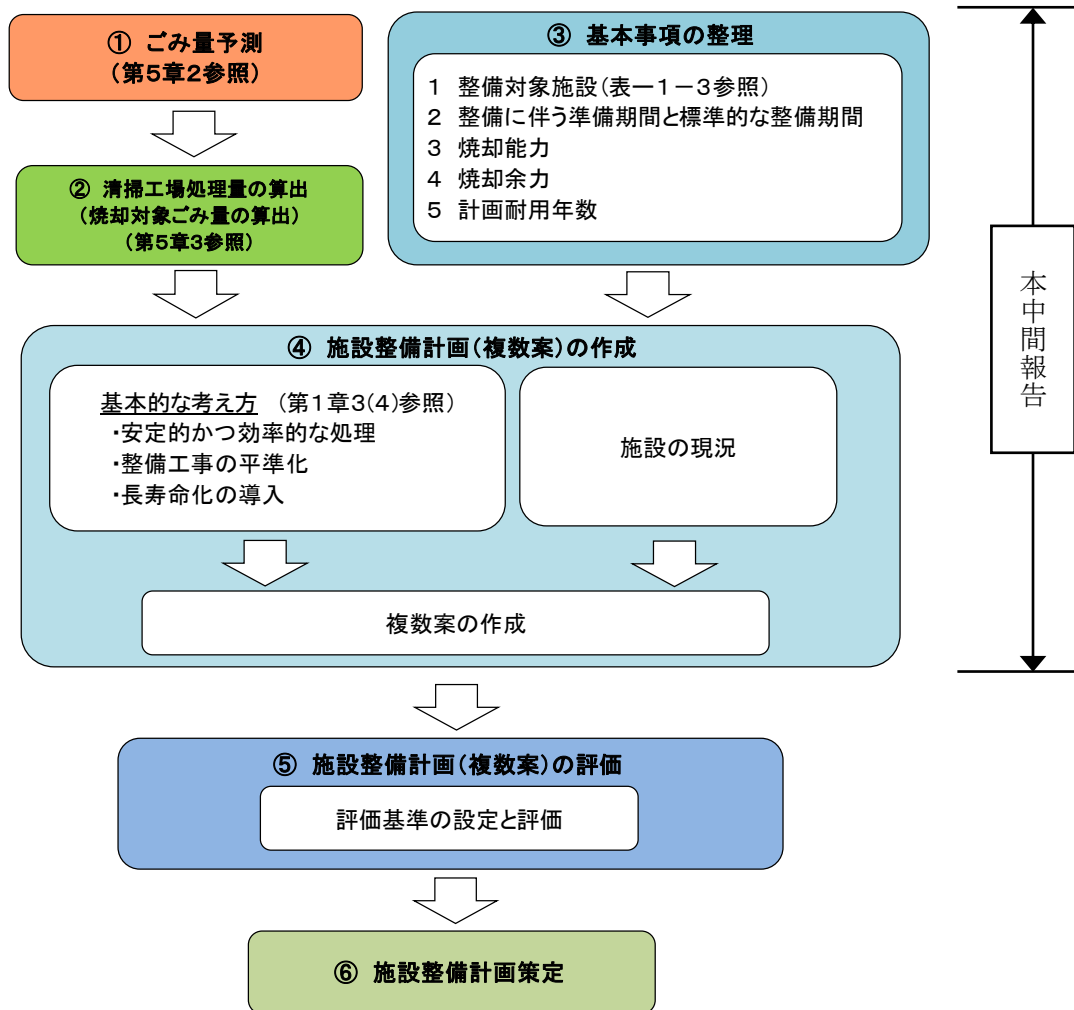 ① ごみ量予測
(第5章2参照)
② 清掃工場処理量の算出
(焼却対象ごみ量の算出)
(第5章3参照)
③ 基本事項の整理
1 整備対象施設(表ー1-3参照)
2 整備に伴う準備期間と標準的な整備期間
3 焼却能力
4 焼却余力
5 計画耐用年数
④ 施設整備計画(複数案)の作成
基本的な考え方 (第1章3(4)参照)
・安定的かつ効率的な処理
・整備工事の平準化
・長寿命化の導入
施設の現況
複数案の作成
⑤ 施設整備計画(複数案)の評価
評価基準の設定と評価
⑥ 施設整備計画策定
本中間報告